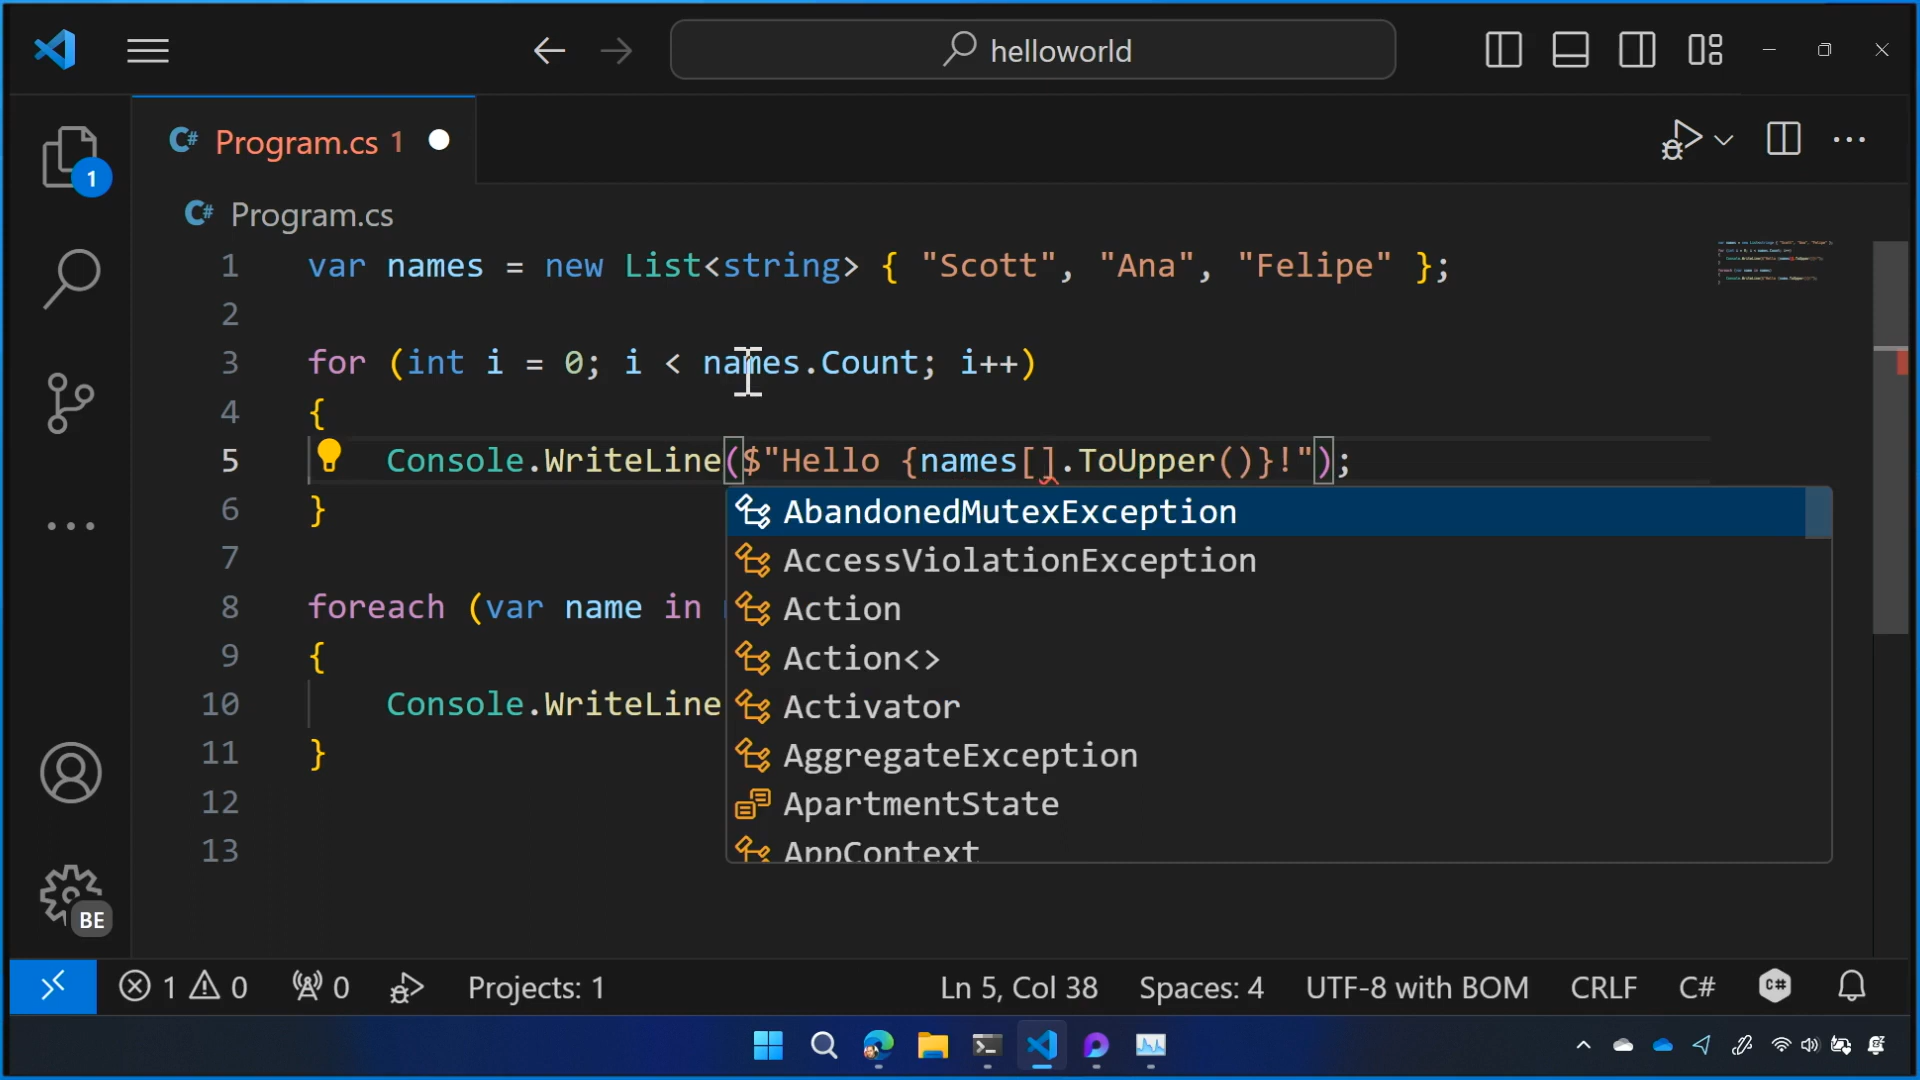 helloworld
C# Program.cs 1
1
C# Program.cs
1 var names = new List<string> { "Scott", "Ana", "Felipe" };
2
3 for (int i = 0; i < names.Count; i++)
4 {
5 Console.WriteLine($"Hello {names[].ToUpper()}!");
6 }
AbandonedMutexException
AccessViolationException
Action
Action<>
Activator
AggregateException
ApartmentState
AppContext
7
8 foreach (var name in
9 {
10 Console.WriteLine
11 }
12
13
BE
1 0 0 Projects: 1 Ln 5, Col 38 Spaces: 4 UTF-8 with BOM CRLF C# C#